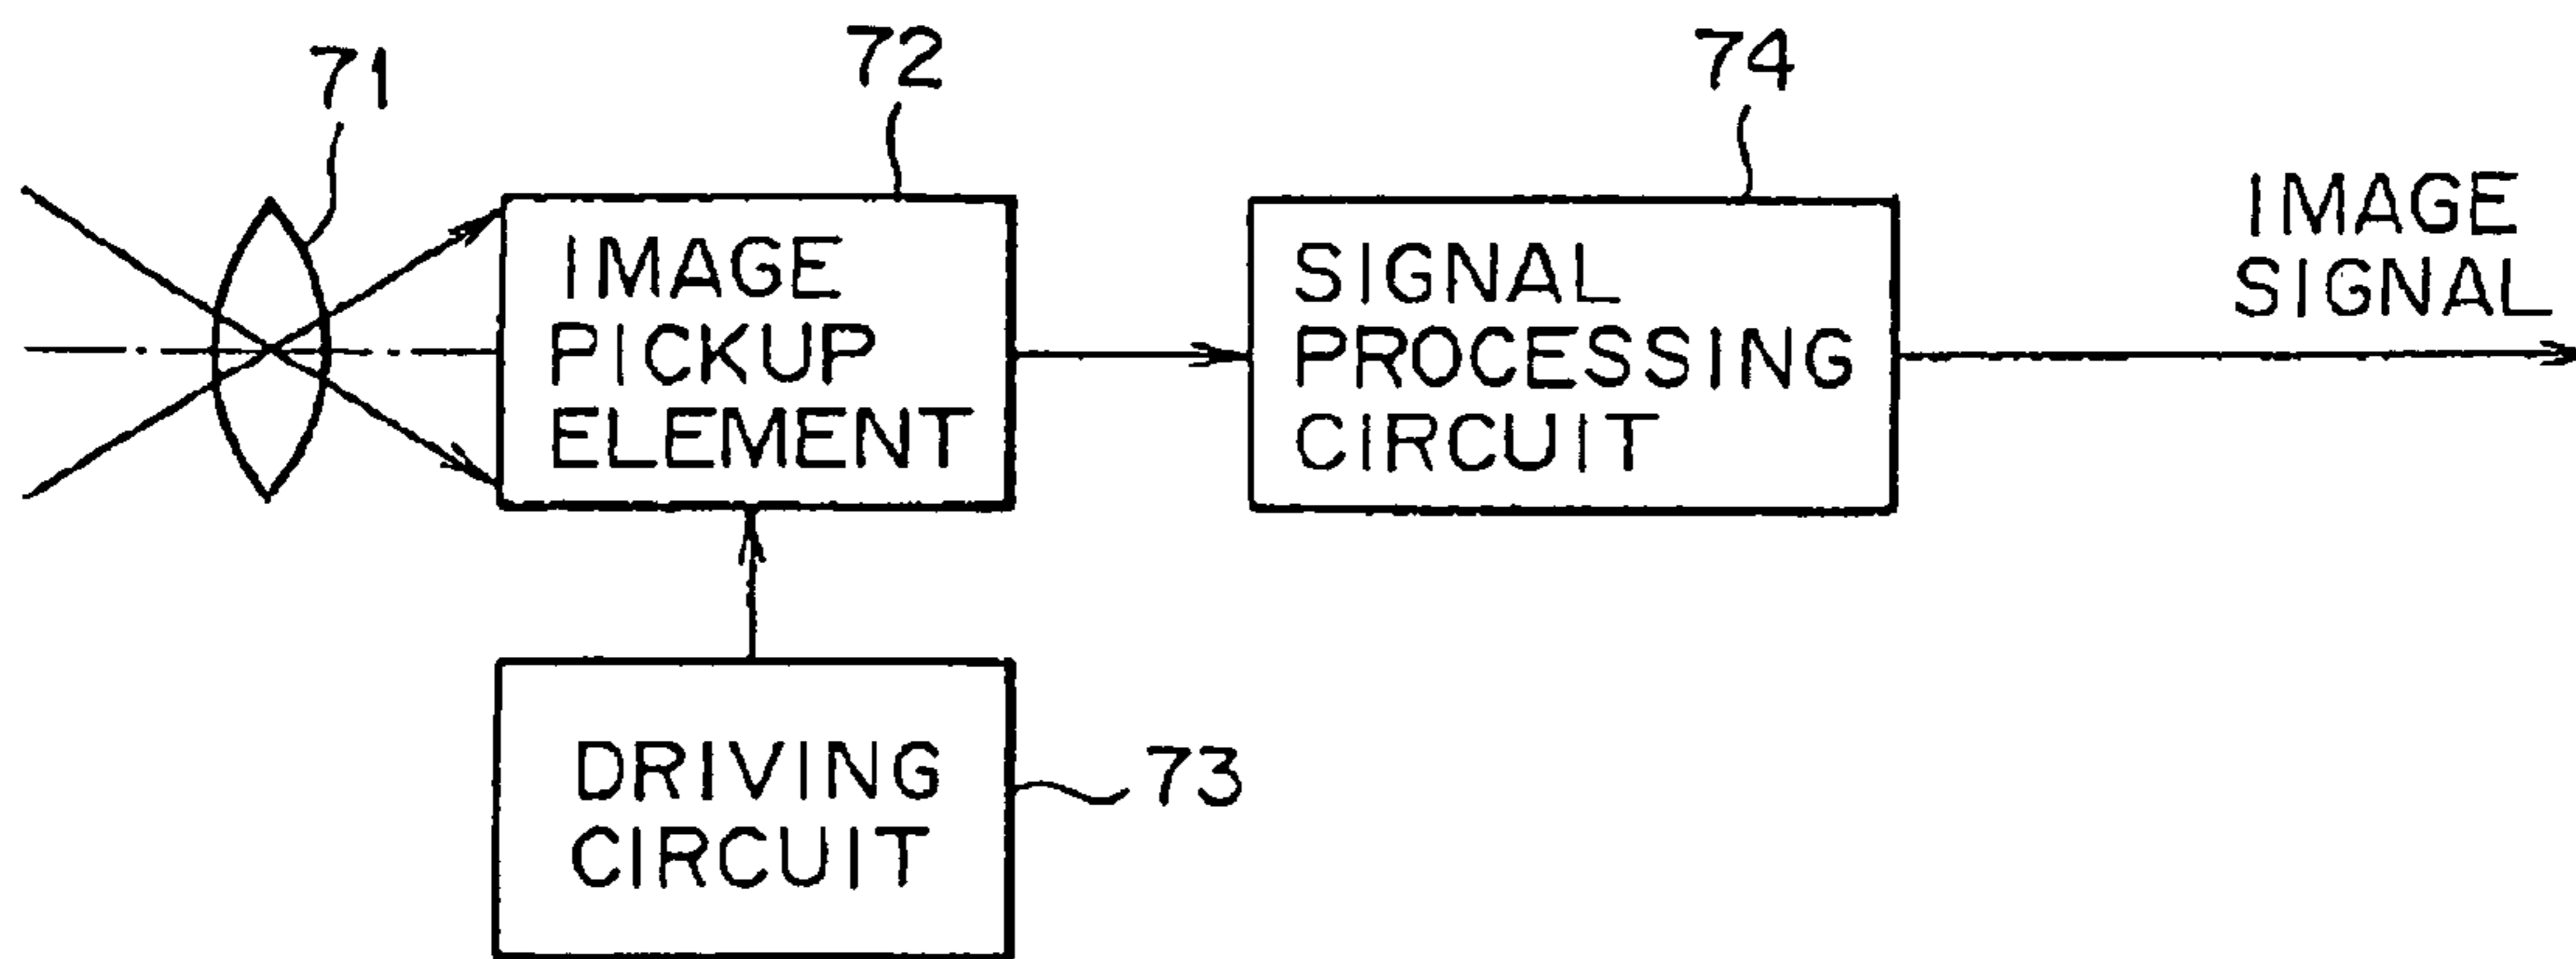 71
72
74
IMAGE
PICKUP
ELEMENT
SIGNAL
PROCESSING
CIRCUIT
IMAGE
SIGNAL
DRIVING
CIRCUIT
73